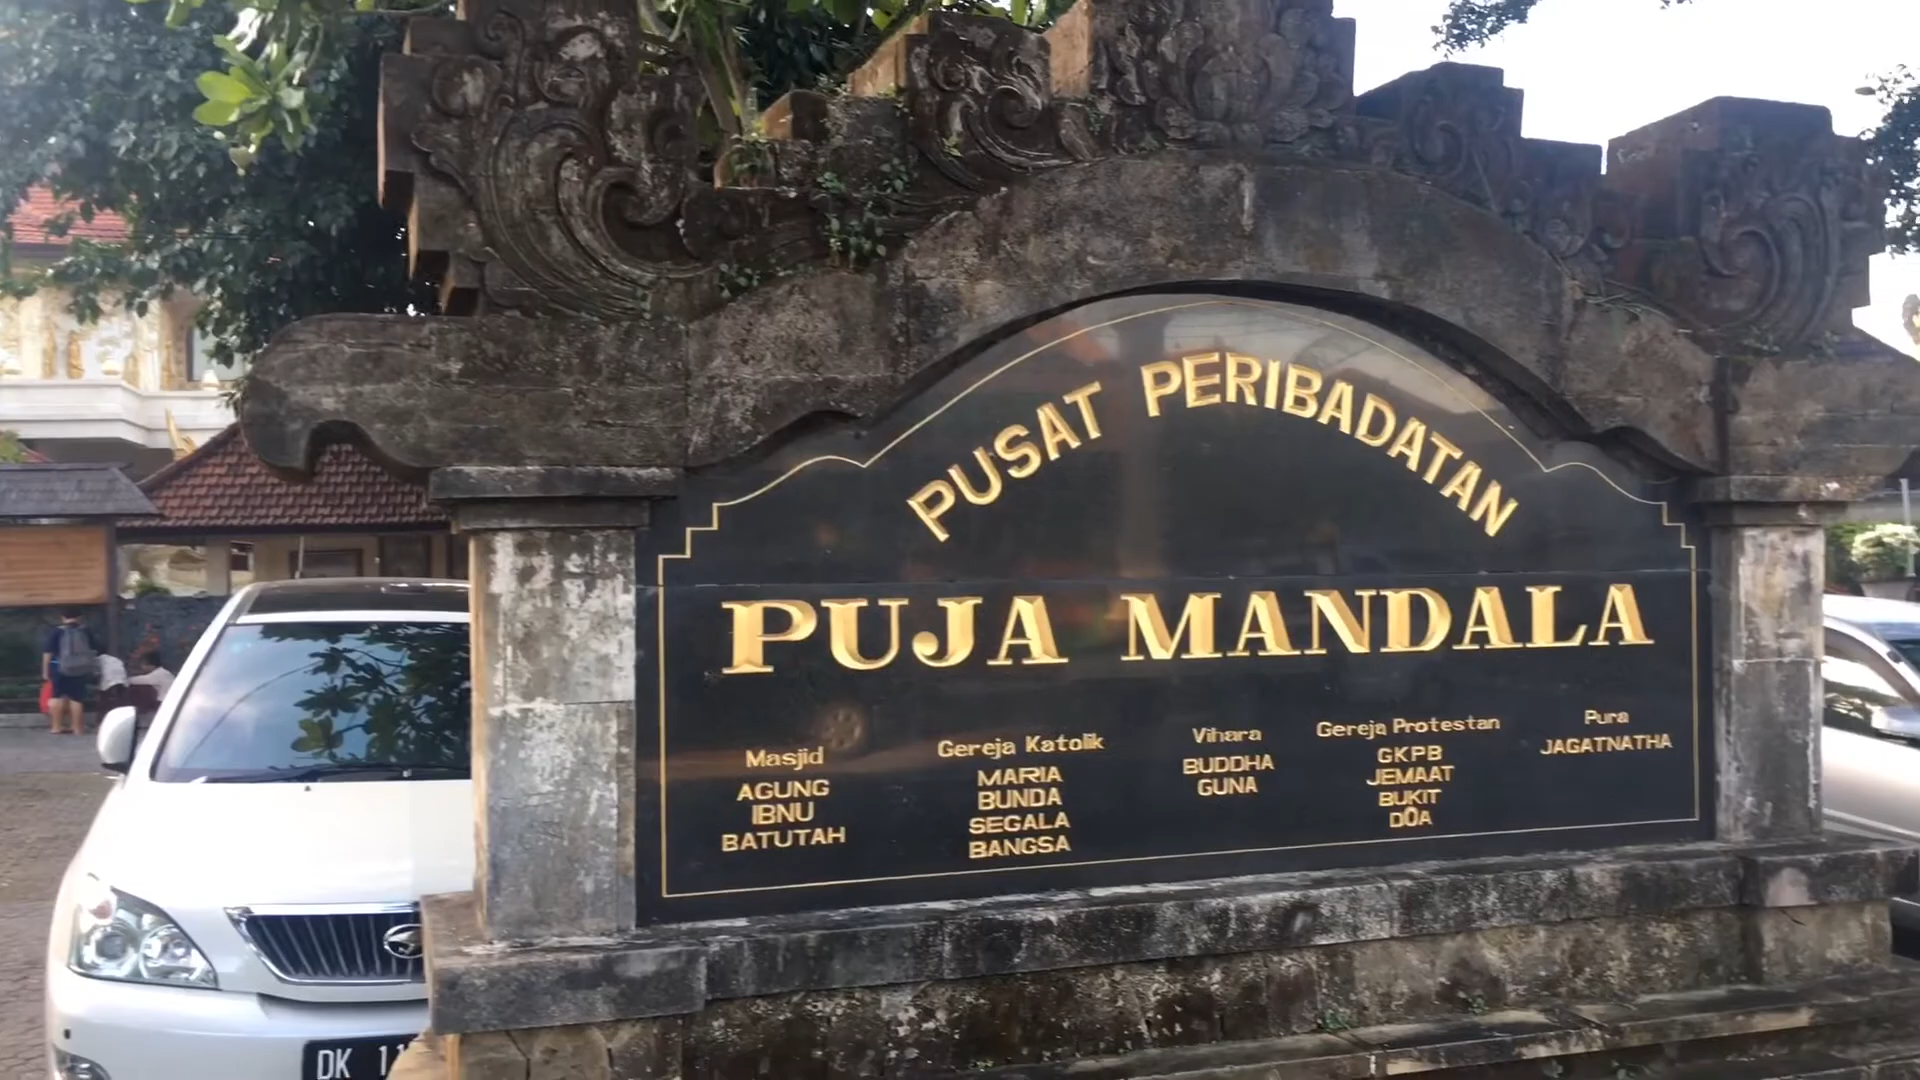 PUSAT PERIBADATAN
PUJA MANDALA
Masjid
AGUNG
IBNU
BATUTAH
Gereja Katolik
MARIA
BUNDA
SEGALA
BANGSA
Vihara
BUDDHA
GUNA
Gereja Protestan
GKPB
JEMAAT
BUKIT
DOA
Pura
JAGATNATHA
DK